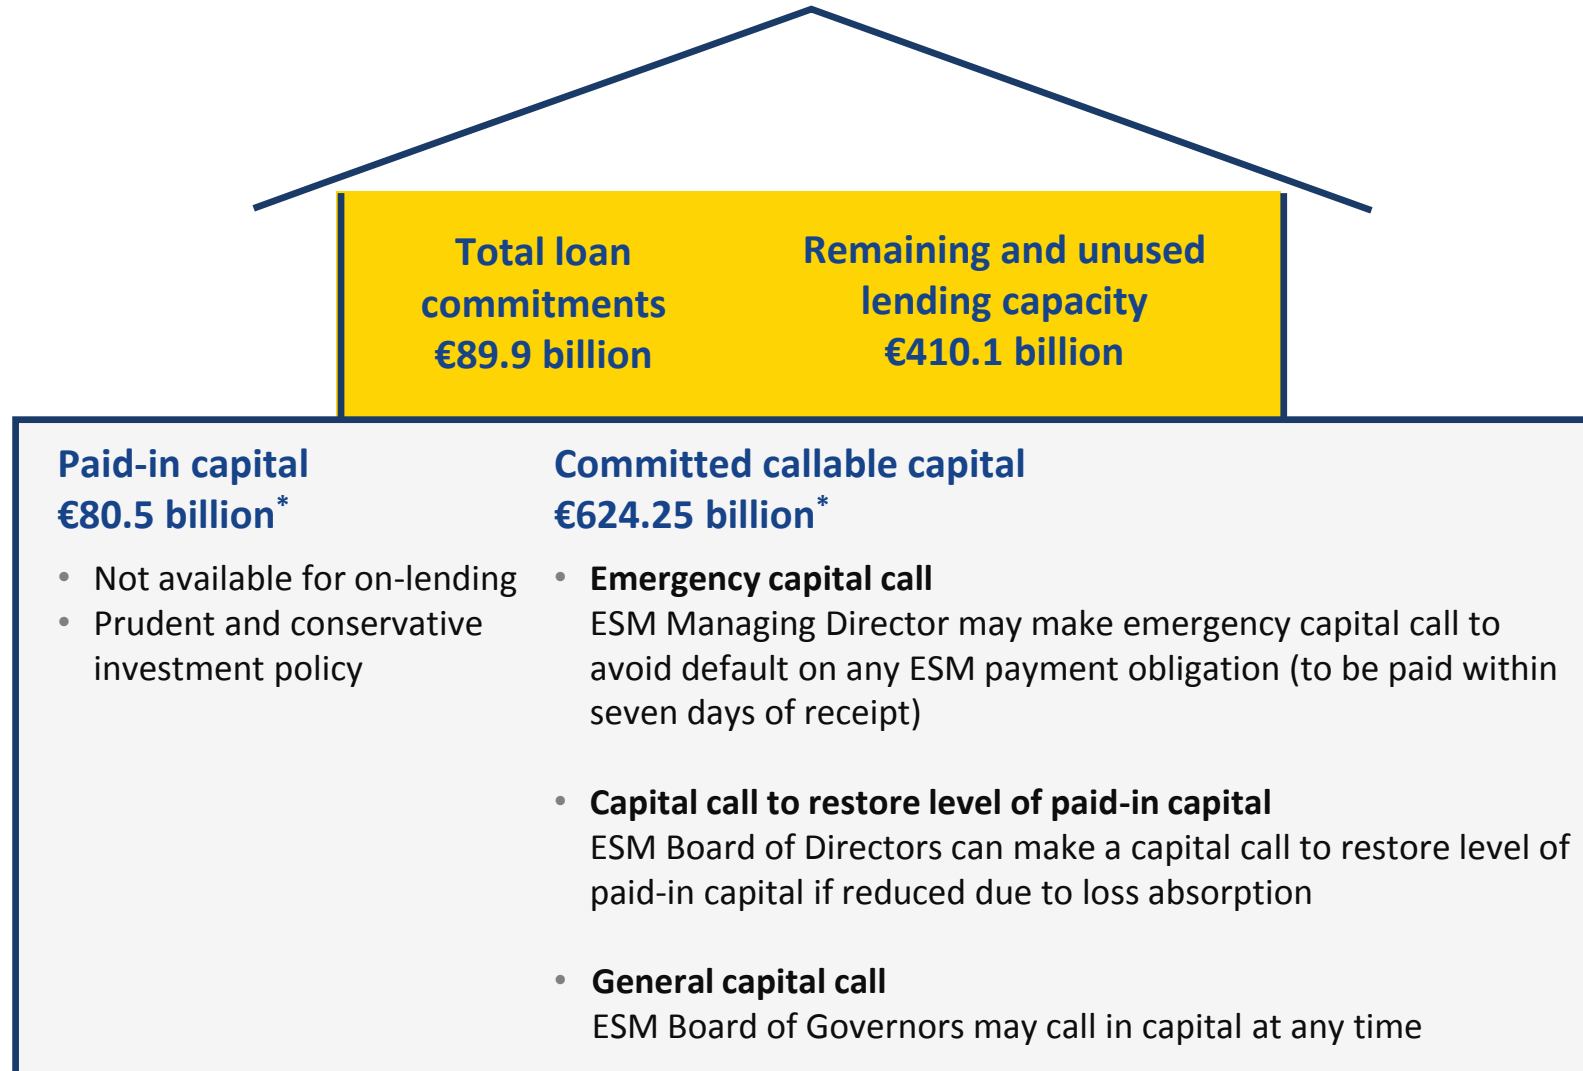 Total loan
commitments
€89.9 billion
Remaining and unused
lending capacity
€410.1 billion
Paid-in capital
€80.5 billion*
• Not available for on-lending
• Prudent and conservative
investment policy
Committed callable capital
€624.25 billion*
• Emergency capital call
ESM Managing Director may make emergency capital call to
avoid default on any ESM payment obligation (to be paid within
seven days of receipt)
• Capital call to restore level of paid-in capital
ESM Board of Directors can make a capital call to restore level of
paid-in capital if reduced due to loss absorption
• General capital call
ESM Board of Governors may call in capital at any time